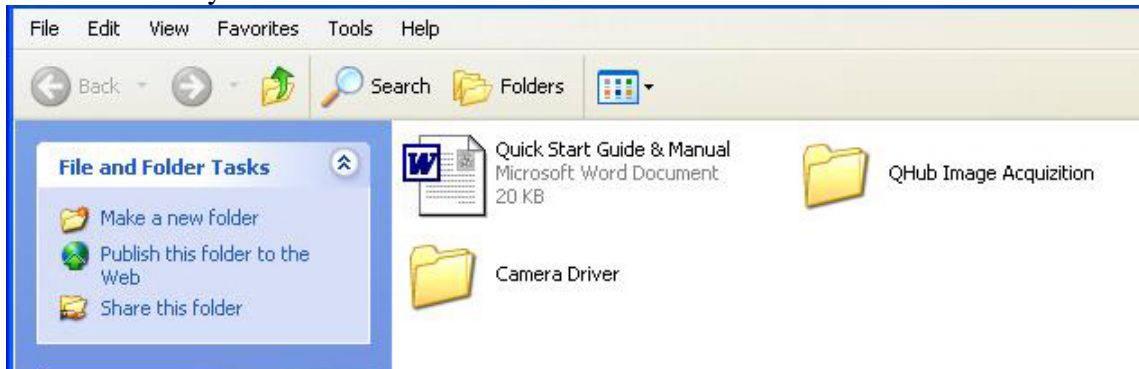 File Edit View Favorites Tools Help
Back Search Folders
File and Folder Tasks
Make a new folder
Publish this folder to the
Web
Share this folder
Quick Start Guide & Manual
Microsoft Word Document
20 KB
QHub Image Acquizition
Camera Driver